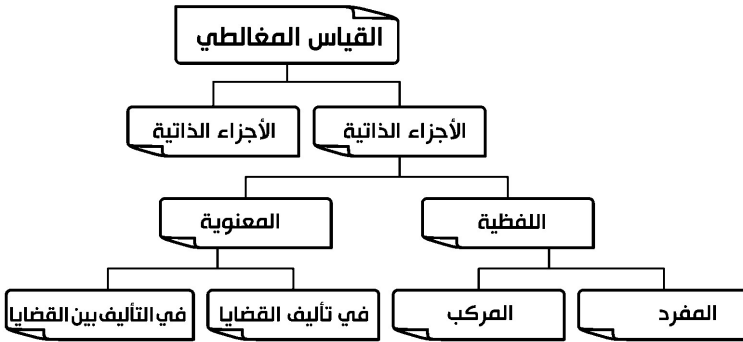 القياس المغالطي
الأجزاء الذاتية
الأجزاء الذاتية
اللفظية
المعنوية
المفرد
المركب
في تأليف القضايا
في التأليف بين القضايا